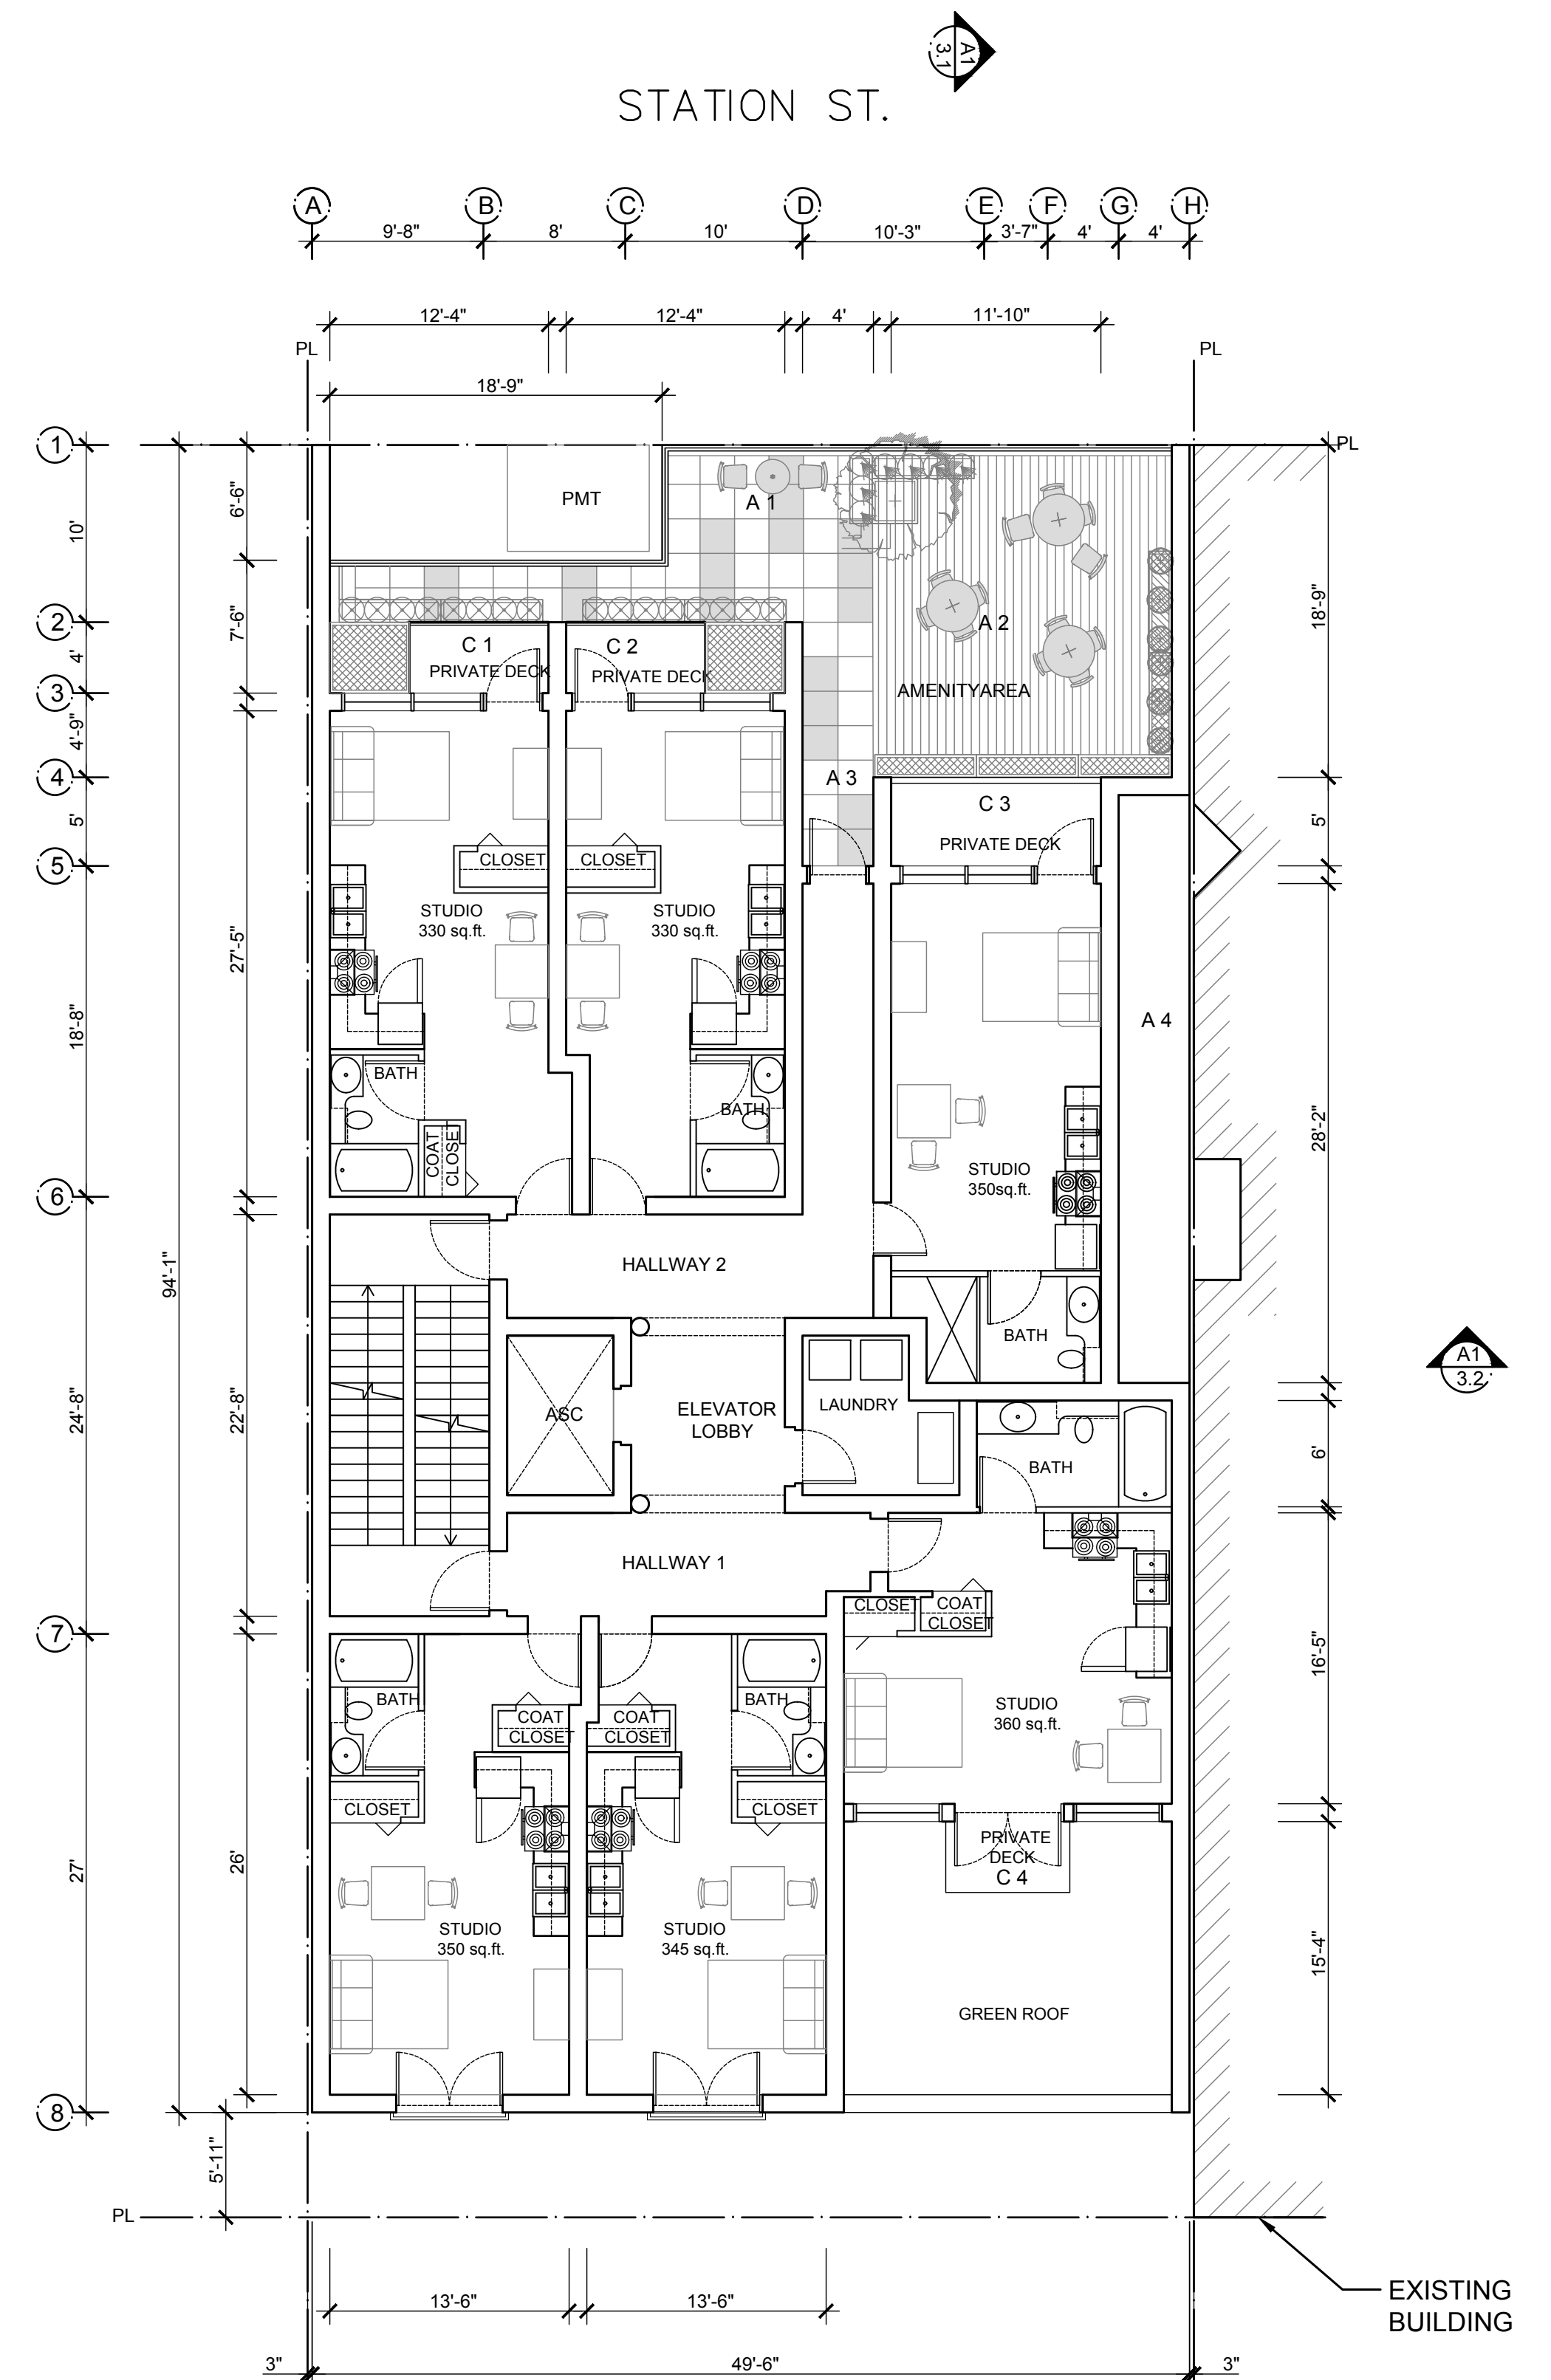 A1
3.1
STATION ST.
A
B
C
D
E
F
G
H
9'-8"
8'
10'
10'-3"
3'-7"
4'
4'
12'-4"
12'-4"
4'
11'-10"
PL
PL
18'-9"
1
PL
10'
6'-6"
PMT
A 1
18'-9"
2
7'-6"
4'
C 1
PRIVATE DECK
C 2
PRIVATE DECK
A 2
AMENITYAREA
3
4'-9"
4
A 3
C 3
PRIVATE DECK
5'
5'
5
CLOSET
CLOSET
STUDIO
330 sq.ft.
STUDIO
330 sq.ft.
27'-5"
18'-8"
A 4
BATH
BATH
COAT
CLOSE
28'-2"
STUDIO
350sq.ft.
6
94'-1"
HALLWAY 2
BATH
A1
3.2
24'-8"
22'-8"
ASC
ELEVATOR
LOBBY
LAUNDRY
BATH
6'
HALLWAY 1
CLOSET
COAT
CLOSET
7
16'-5"
BATH
COAT
CLOSET
COAT
CLOSET
BATH
STUDIO
360 sq.ft.
CLOSET
CLOSET
PRIVATE
DECK
C 4
27'
26'
STUDIO
350 sq.ft.
STUDIO
345 sq.ft.
15'-4"
GREEN ROOF
8
5'-11"
PL
EXISTING
BUILDING
13'-6"
13'-6"
3"
49'-6"
3"